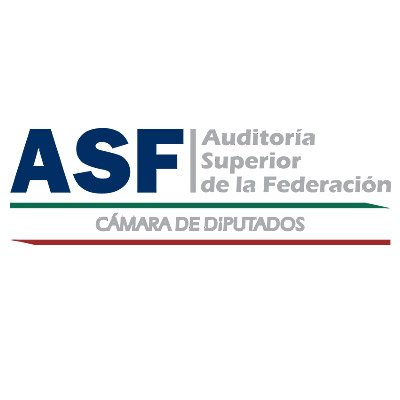 ASF
Auditoría
Superior
de la Federación
CÁMARA DE DiPUTADOS